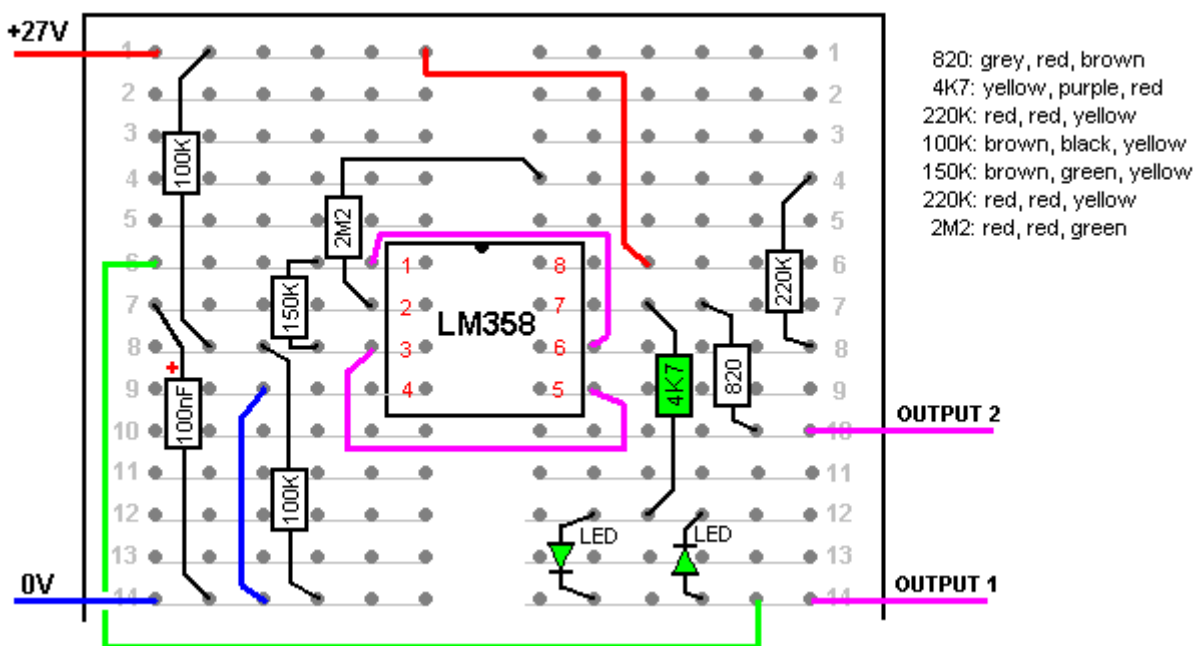 +27V
1 1
2 2
3 3
4 4
5 5
6 6
7 7
8 8
9 9
10 10
11 11
12 12
13 13
14 14
100K
2M2
150K
+
100nF
100K
1 8
2 7
3 6
4 5
LM358
4K7
820
220K
LED
LED
0V
OUTPUT 2
OUTPUT 1
820: grey, red, brown
4K7: yellow, purple, red
220K: red, red, yellow
100K: brown, black, yellow
150K: brown, green, yellow
220K: red, red, yellow
2M2: red, red, green